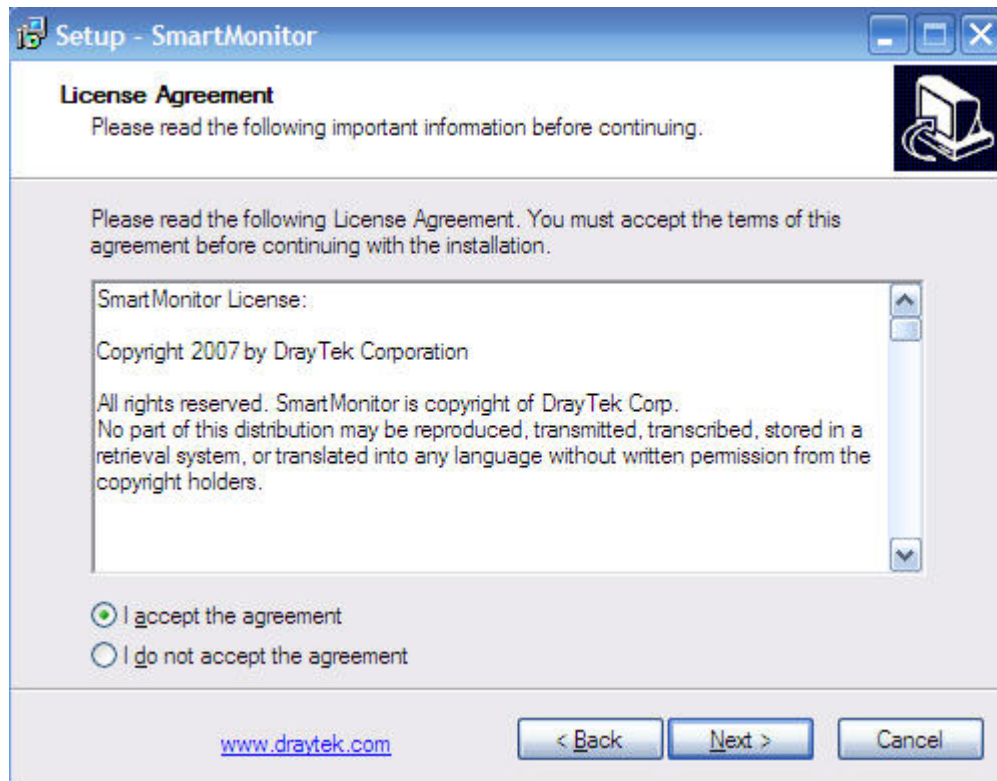 Setup - SmartMonitor
License Agreement
Please read the following important information before continuing.
Please read the following License Agreement. You must accept the terms of this
agreement before continuing with the installation.
SmartMonitor License:
Copyright 2007 by DrayTek Corporation
All rights reserved. SmartMonitor is copyright of DrayTek Corp.
No part of this distribution may be reproduced, transmitted, transcribed, stored in a
retrieval system, or translated into any language without written permission from the
copyright holders.
I accept the agreement
I do not accept the agreement
www.draytek.com
< Back
Next >
Cancel